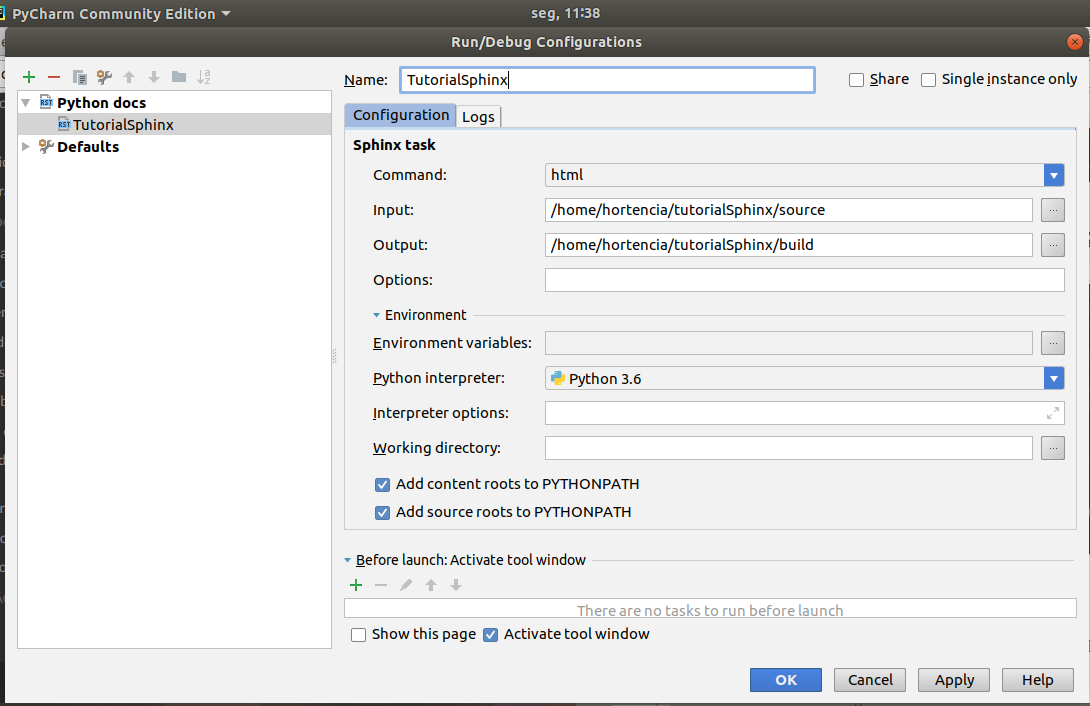 PyCharm Community Edition
seg, 11:38
Run/Debug Configurations
Name: TutorialSphinx
Share
Single instance only
Python docs
TutorialSphinx
Defaults
Configuration
Logs
Sphinx task
Command: html
Input: /home/hortencia/tutorialSphinx/source
Output: /home/hortencia/tutorialSphinx/build
Options:
Environment
Environment variables:
Python interpreter: Python 3.6
Interpreter options:
Working directory:
Add content roots to PYTHONPATH
Add source roots to PYTHONPATH
Before launch: Activate tool window
There are no tasks to run before launch
Show this page
Activate tool window
OK
Cancel
Apply
Help